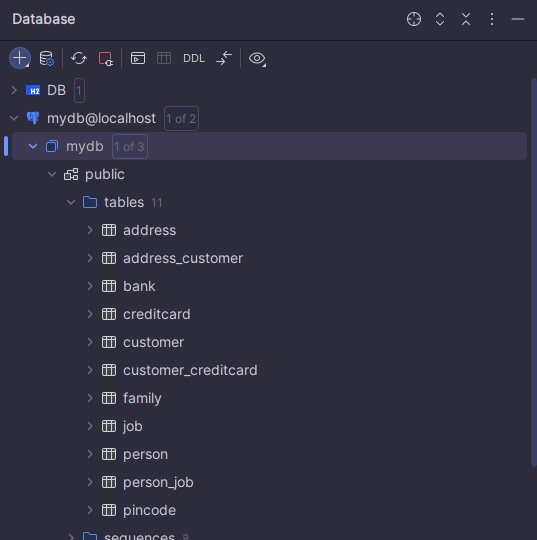 Database
DDL
H2 DB 1
mydb@localhost 1 of 2
mydb 1 of 3
public
tables 11
address
address_customer
bank
creditcard
customer
customer_creditcard
family
job
person
person_job
pincode
sequences 8